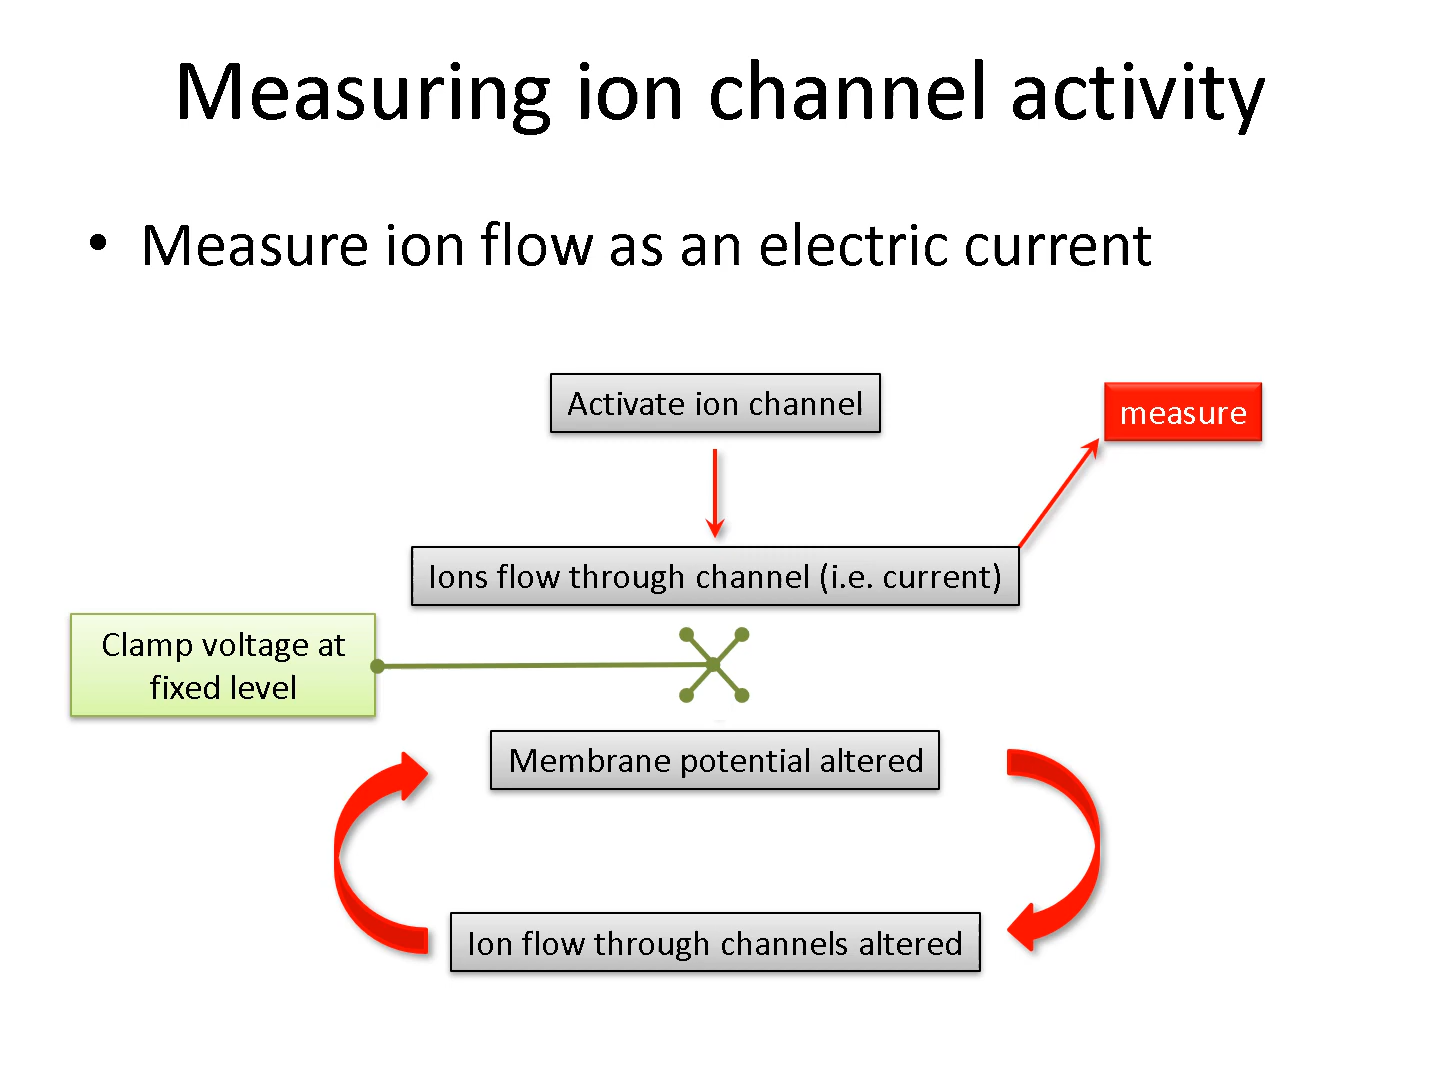 Measuring ion channel activity
• Measure ion flow as an electric current
Activate ion channel
measure
Ions flow through channel (i.e. current)
Clamp voltage at
fixed level
Membrane potential altered
Ion flow through channels altered